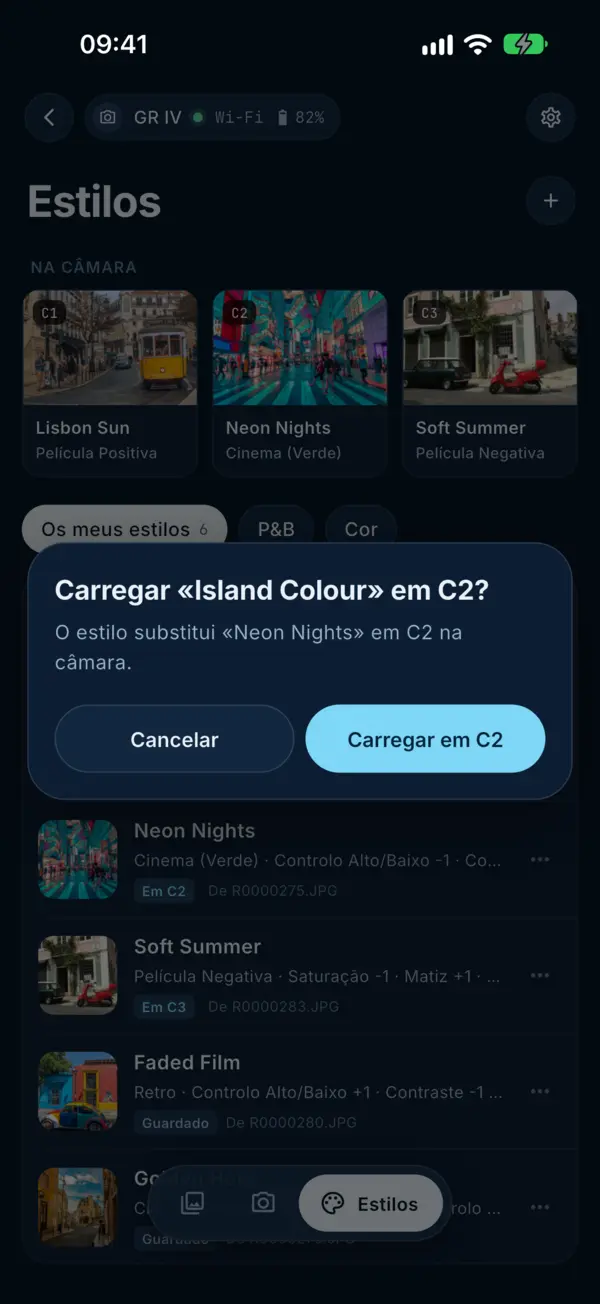 09:41
GR IV Wi-Fi 82%
Estilos
NA CÂMARA
C1
C2
C3
Lisbon Sun
Película Positiva
Neon Nights
Cinema (Verde)
Soft Summer
Película Negativa
Os meus estilos 6
P&B
Cor
Carregar «Island Colour» em C2?
O estilo substitui «Neon Nights» em C2 na
câmara.
Cancelar
Carregar em C2
Neon Nights
Cinema (Verde) · Controlo Alto/Baixo -1 · Co...
Em C2 De R0000275.JPG
Soft Summer
Película Negativa · Saturação -1 · Matiz +1 · ...
Em C3 De R0000283.JPG
Faded Film
Retro · Controlo Alto/Baixo +1 · Contraste -1 ...
Guardado De R0000280.JPG
Estilos